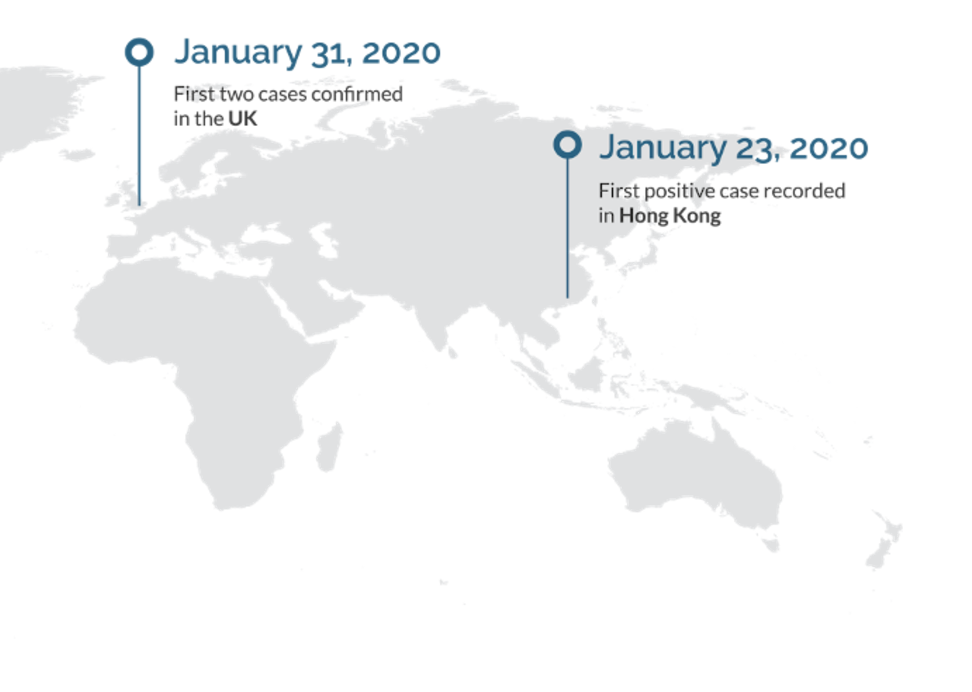 January 31, 2020
First two cases confirmed
in the UK
January 23, 2020
First positive case recorded
in Hong Kong